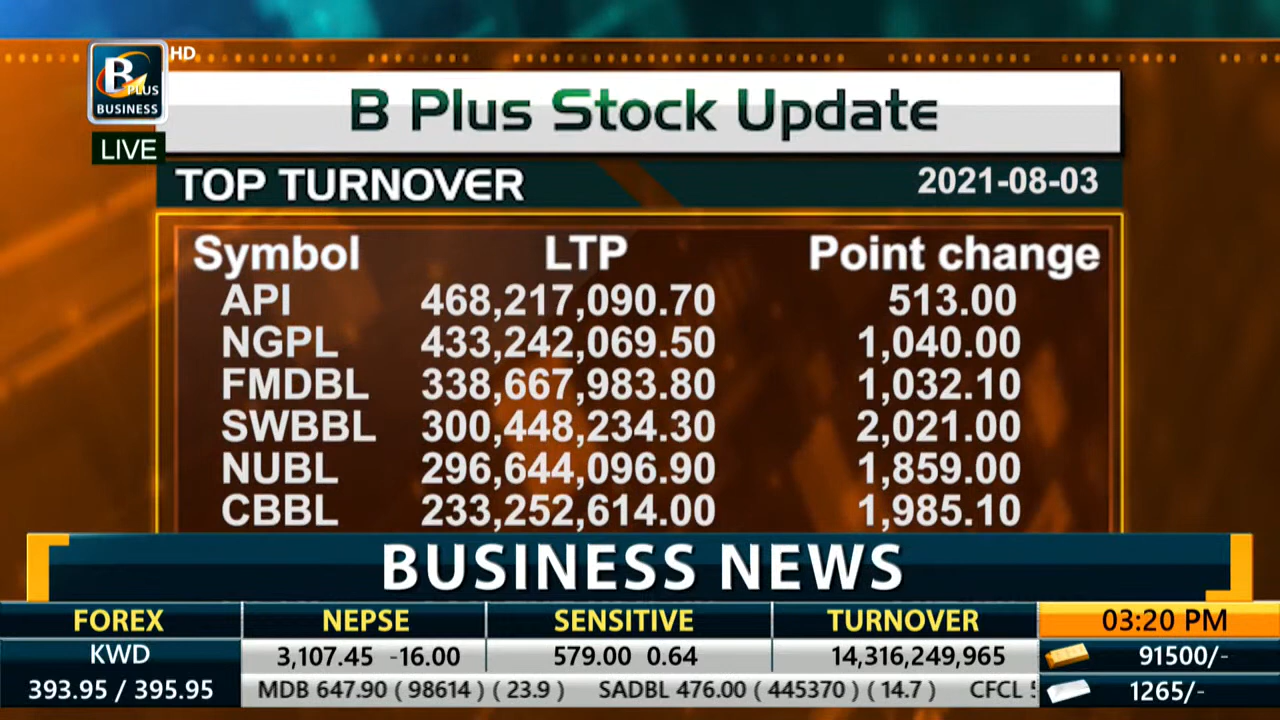 B
PLUS
BUSINESS
HD
LIVE
B Plus Stock Update
TOP TURNOVER 2021-08-03
Symbol LTP Point change
API 468,217,090.70 513.00
NGPL 433,242,069.50 1,040.00
FMDBL 338,667,983.80 1,032.10
SWBBL 300,448,234.30 2,021.00
NUBL 296,644,096.90 1,859.00
CBBL 233,252,614.00 1,985.10
BUSINESS NEWS
FOREX NEPSE SENSITIVE TURNOVER 03:20 PM
KWD 3,107.45 -16.00 579.00 0.64 14,316,249,965 91500/-
393.95 / 395.95 MDB 647.90 ( 98614 ) ( 23.9 ) SADBL 476.00 ( 445370 ) ( 14.7 ) CFCL 1265/-